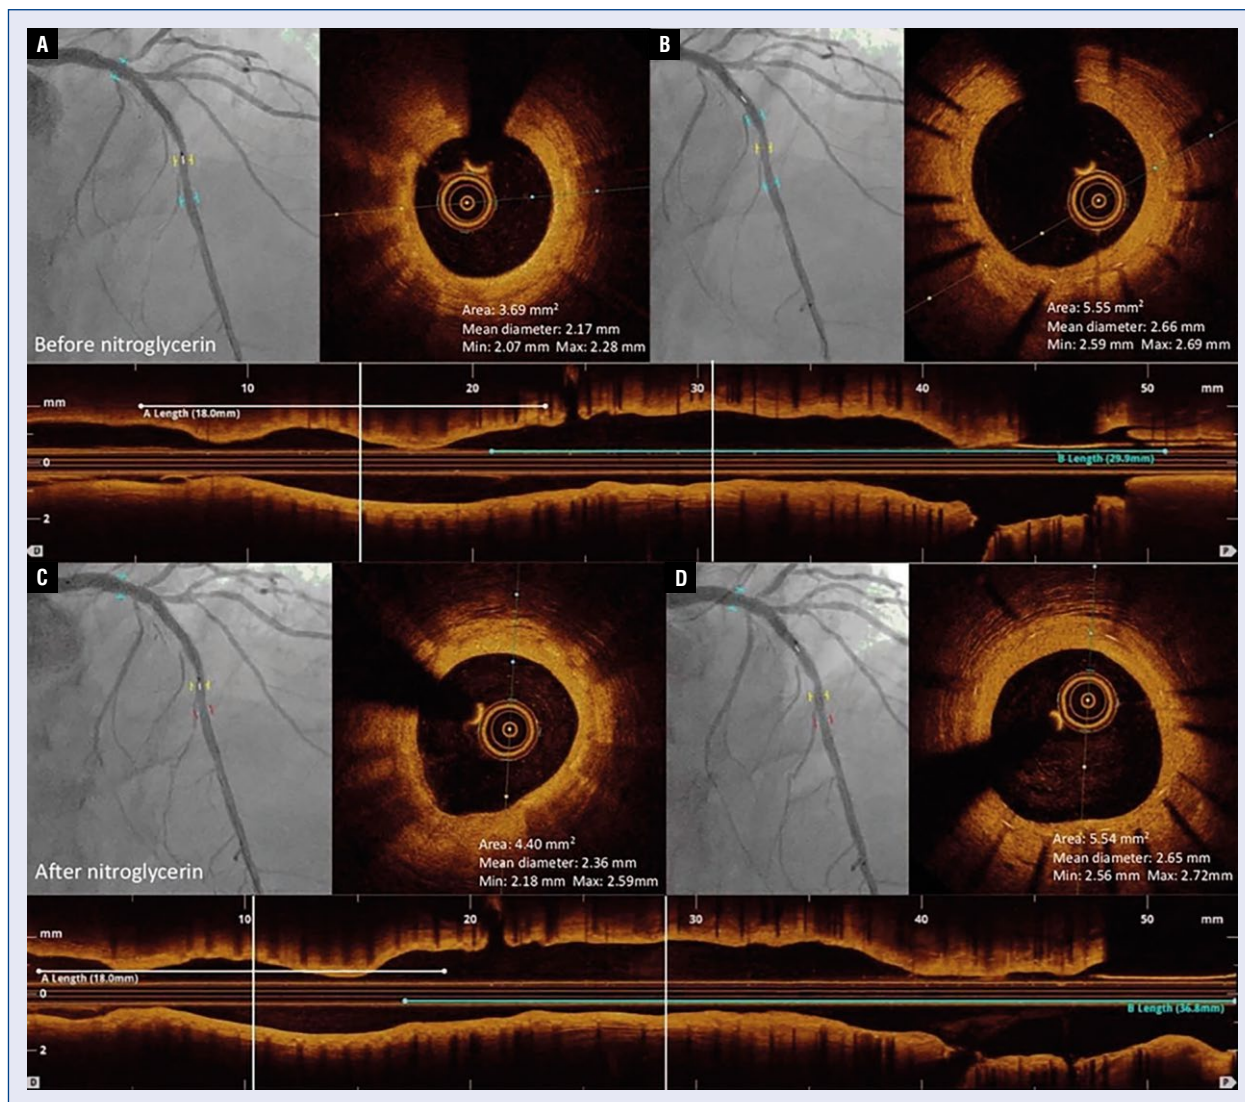 A
B
Area: 3.69 mm²
Mean diameter: 2.17 mm
Min: 2.07 mm Max: 2.28 mm
Area: 5.55 mm²
Mean diameter: 2.66 mm
Min: 2.59 mm Max: 2.69 mm
Before nitroglycerin
10 20 30 40 50 mm
mm
A Length (18.0mm)
0
B Length (29.9mm)
2
D P
C
D
Area: 4.40 mm²
Mean diameter: 2.36 mm
Min: 2.18 mm Max: 2.59mm
Area: 5.54 mm²
Mean diameter: 2.65 mm
Min: 2.56 mm Max: 2.72mm
After nitroglycerin
10 20 30 40 50 mm
mm
A Length (18.0mm)
0
B Length (36.8mm)
2
D P